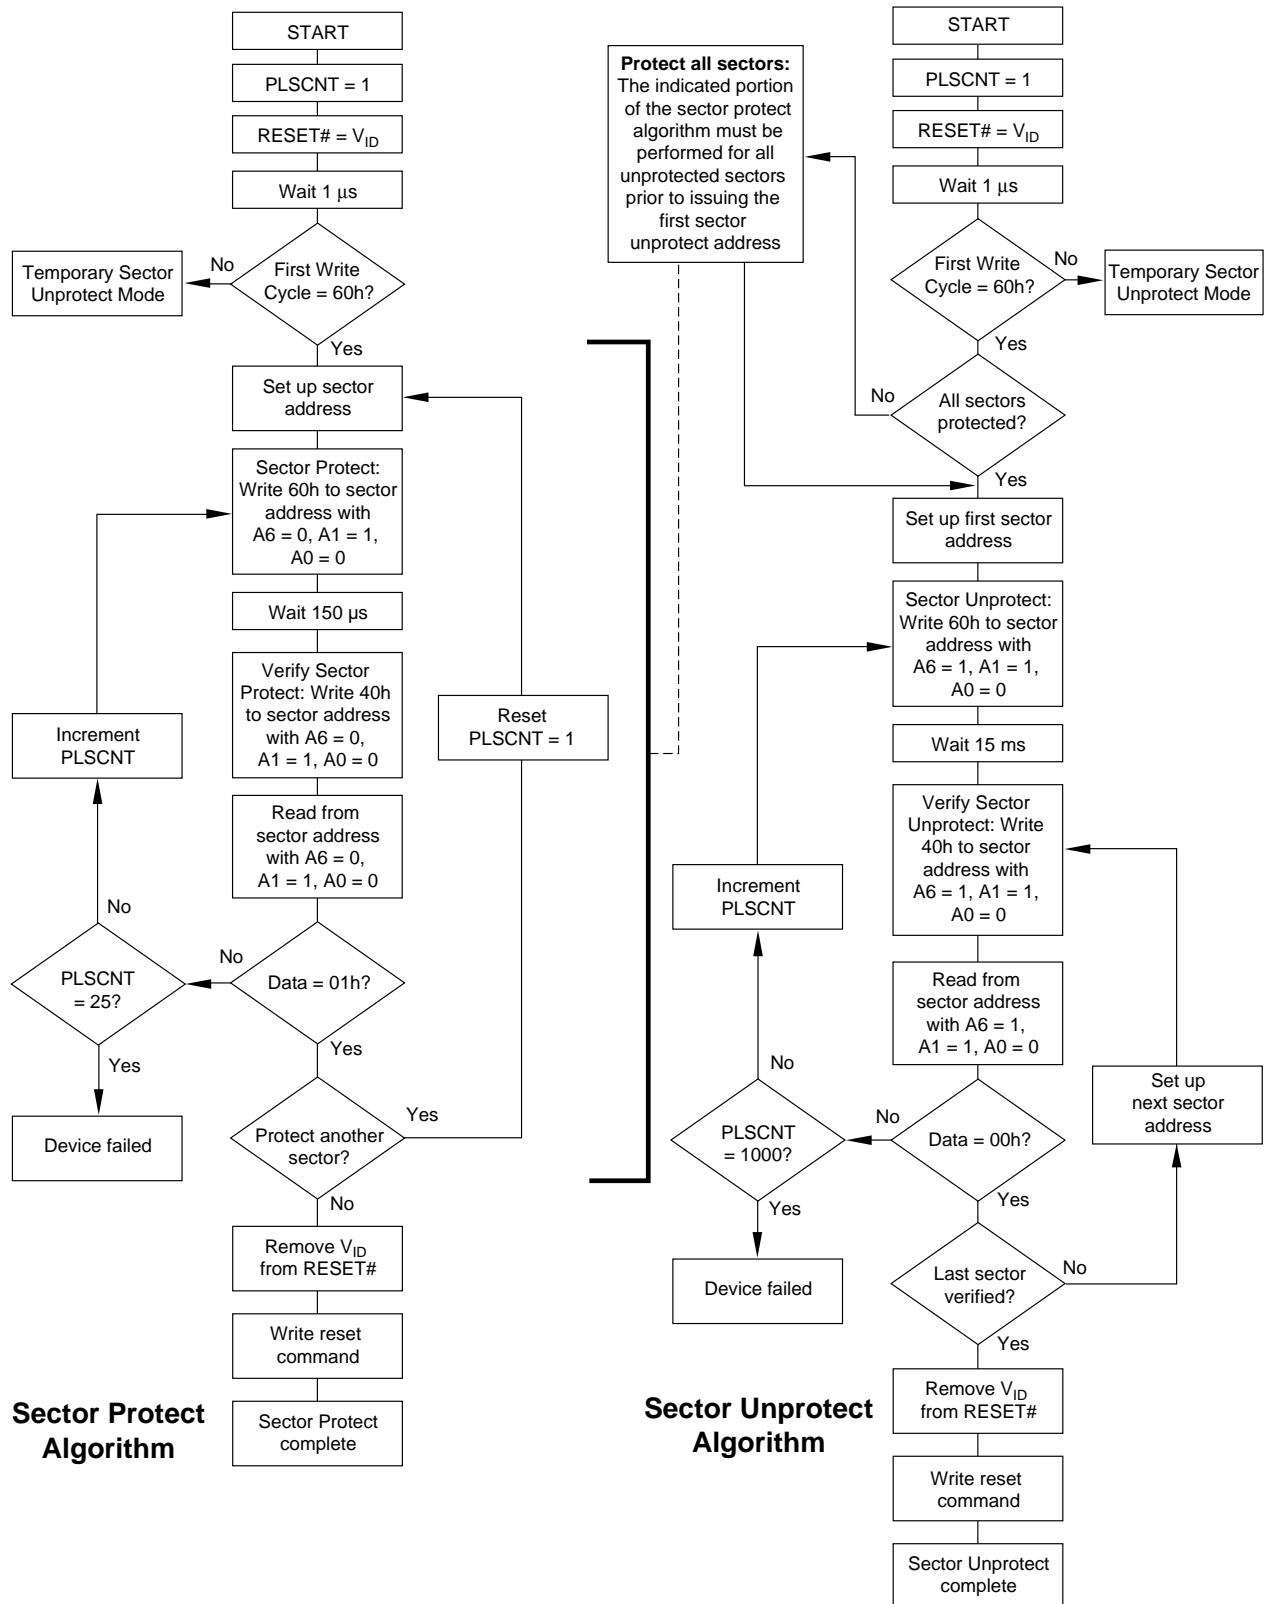 START
PLSCNT = 1
RESET# = VID
Wait 1 μs
First Write
Cycle = 60h?
No
Temporary Sector
Unprotect Mode
Yes
Set up sector
address
Sector Protect:
Write 60h to sector
address with
A6 = 0, A1 = 1,
A0 = 0
Wait 150 µs
Verify Sector
Protect: Write 40h
to sector address
with A6 = 0,
A1 = 1, A0 = 0
Read from
sector address
with A6 = 0,
A1 = 1, A0 = 0
Data = 01h?
No
PLSCNT
= 25?
No
Increment
PLSCNT
Yes
Device failed
Yes
Protect another
sector?
Yes
Reset
PLSCNT = 1
No
Remove VID
from RESET#
Write reset
command
Sector Protect
complete
Sector Protect
Algorithm
Protect all sectors:
The indicated portion
of the sector protect
algorithm must be
performed for all
unprotected sectors
prior to issuing the
first sector
unprotect address
START
PLSCNT = 1
RESET# = VID
Wait 1 μs
First Write
Cycle = 60h?
No
Temporary Sector
Unprotect Mode
Yes
All sectors
protected?
No
Yes
Set up first sector
address
Sector Unprotect:
Write 60h to sector
address with
A6 = 1, A1 = 1,
A0 = 0
Wait 15 ms
Verify Sector
Unprotect: Write
40h to sector
address with
A6 = 1, A1 = 1,
A0 = 0
Read from
sector address
with A6 = 1,
A1 = 1, A0 = 0
Data = 00h?
No
PLSCNT
= 1000?
No
Increment
PLSCNT
Yes
Device failed
Yes
Last sector
verified?
No
Set up
next sector
address
Yes
Remove VID
from RESET#
Write reset
command
Sector Unprotect
complete
Sector Unprotect
Algorithm